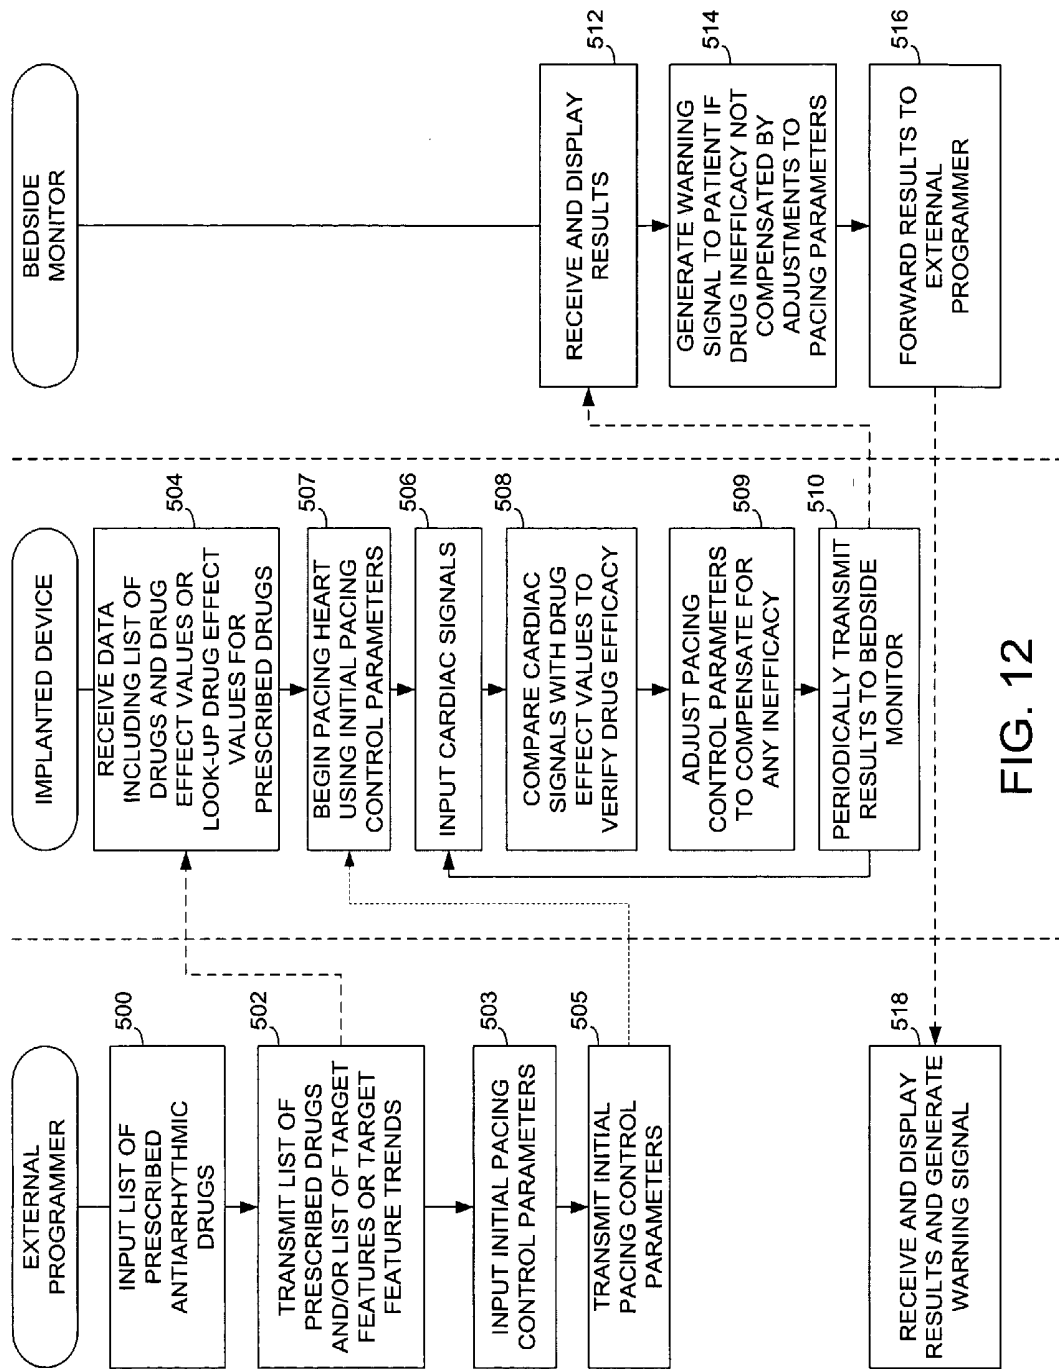 EXTERNAL
PROGRAMMER
500
INPUT LIST OF
PRESCRIBED
ANTIARRHYTHMIC
DRUGS
502
TRANSMIT LIST OF
PRESCRIBED DRUGS
AND/OR LIST OF TARGET
FEATURES OR TARGET
FEATURE TRENDS
503
INPUT INITIAL PACING
CONTROL PARAMETERS
505
TRANSMIT INITIAL
PACING CONTROL
PARAMETERS
518
RECEIVE AND DISPLAY
RESULTS AND GENERATE
WARNING SIGNAL
IMPLANTED DEVICE
504
RECEIVE DATA
INCLUDING LIST OF
DRUGS AND DRUG
EFFECT VALUES OR
LOOK-UP DRUG EFFECT
VALUES FOR
PRESCRIBED DRUGS
507
BEGIN PACING HEART
USING INITIAL PACING
CONTROL PARAMETERS
506
INPUT CARDIAC SIGNALS
508
COMPARE CARDIAC
SIGNALS WITH DRUG
EFFECT VALUES TO
VERIFY DRUG EFFICACY
509
ADJUST PACING
CONTROL PARAMETERS
TO COMPENSATE FOR
ANY INEFFICACY
510
PERIODICALLY TRANSMIT
RESULTS TO BEDSIDE
MONITOR
BEDSIDE
MONITOR
512
RECEIVE AND DISPLAY
RESULTS
514
GENERATE WARNING
SIGNAL TO PATIENT IF
DRUG INEFFICACY NOT
COMPENSATED BY
ADJUSTMENTS TO
PACING PARAMETERS
516
FORWARD RESULTS TO
EXTERNAL
PROGRAMMER
FIG. 12